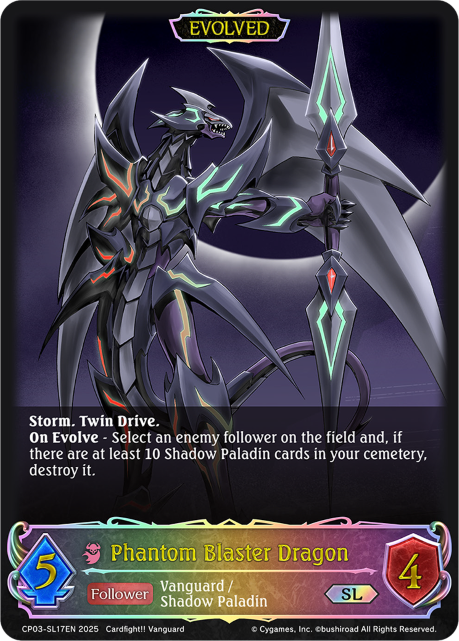 EVOLVED
Storm. Twin Drive.
On Evolve - Select an enemy follower on the field and, if
there are at least 10 Shadow Paladin cards in your cemetery,
destroy it.
Phantom Blaster Dragon
5
4
Follower
Vanguard /
Shadow Paladin
SL
CP03-SL17EN 2025 Cardfight!! Vanguard © Cygames, Inc. ©bushiroad All Rights Reserved.